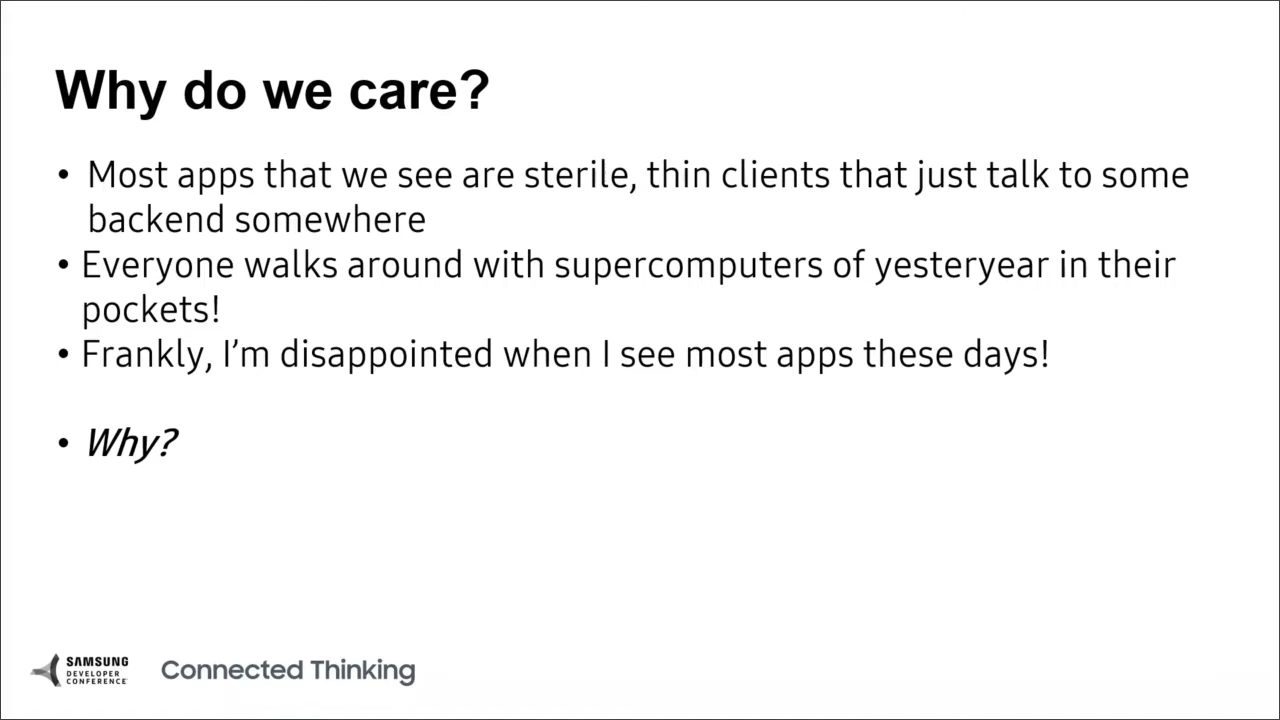 Why do we care?
• Most apps that we see are sterile, thin clients that just talk to some
backend somewhere
• Everyone walks around with supercomputers of yesteryear in their
pockets!
• Frankly, I’m disappointed when I see most apps these days!
• Why?
SAMSUNG
DEVELOPER
CONFERENCE
Connected Thinking